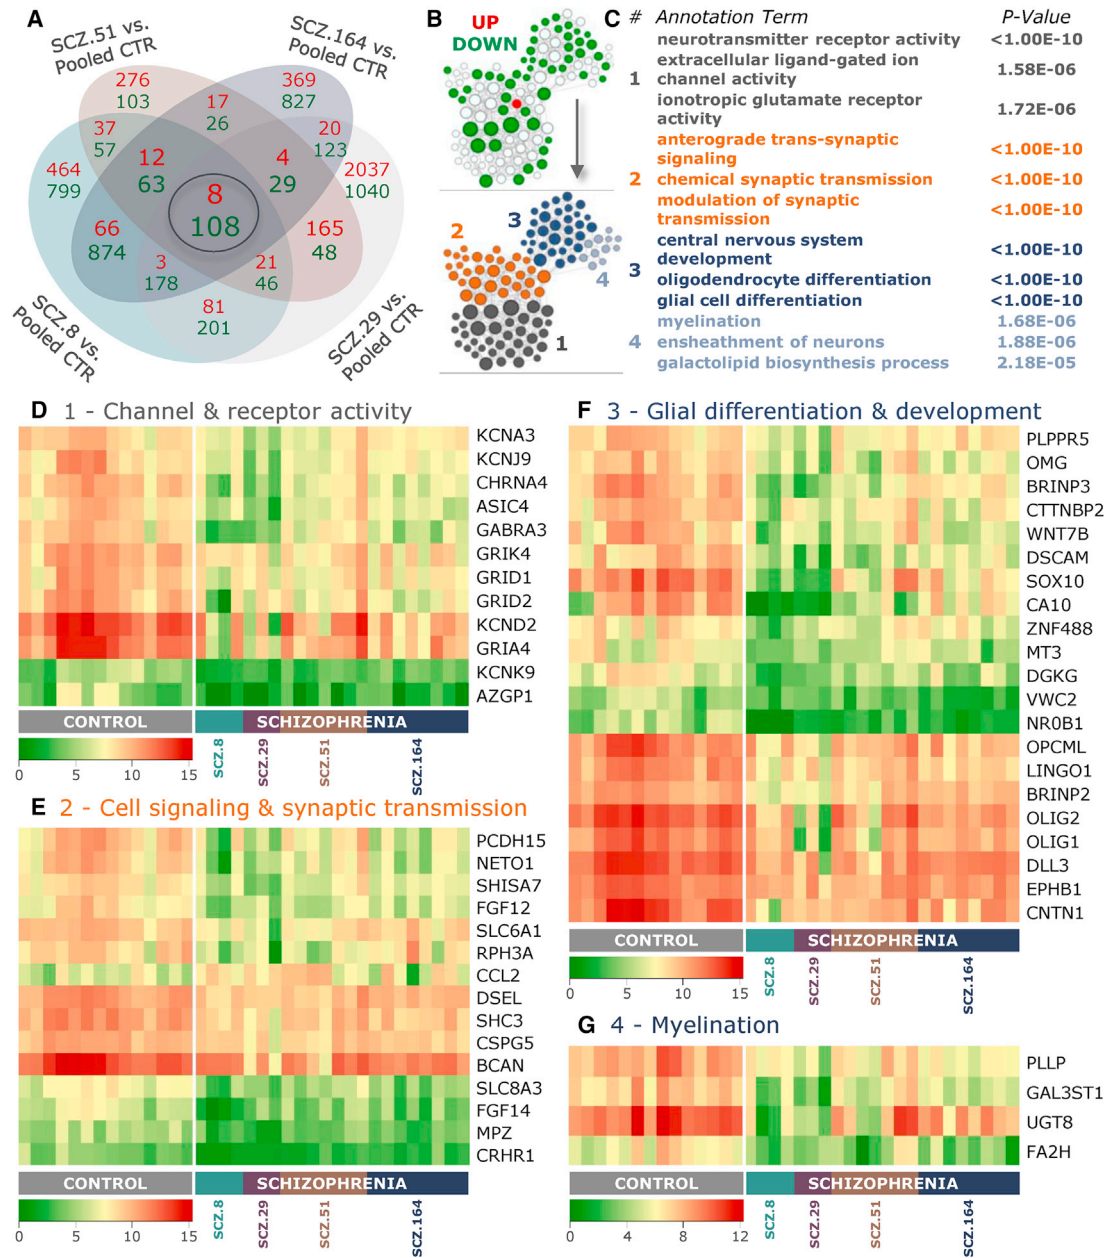 A
SCZ.51 vs.
Pooled CTR
SCZ.164 vs.
Pooled CTR
276
103
369
827
17
26
37
57
20
123
12
63
4
29
464
799
2037
1040
8
108
66
874
165
48
3
178
21
46
81
201
SCZ.8 vs.
Pooled CTR
SCZ.29 vs.
Pooled CTR
B
UP
DOWN
2
3
4
1
C # Annotation Term P-Value
neurotransmitter receptor activity <1.00E-10
1 extracellular ligand-gated ion
channel activity 1.58E-06
ionotropic glutamate receptor
activity 1.72E-06
anterograde trans-synaptic
signaling <1.00E-10
2 chemical synaptic transmission <1.00E-10
modulation of synaptic
transmission <1.00E-10
central nervous system
development <1.00E-10
3 oligodendrocyte differentiation <1.00E-10
glial cell differentiation <1.00E-10
myelination 1.68E-06
4 ensheathment of neurons 1.88E-06
galactolipid biosynthesis process 2.18E-05
D 1 - Channel & receptor activity
KCNA3
KCNJ9
CHRNA4
ASIC4
GABRA3
GRIK4
GRID1
GRID2
KCND2
GRIA4
KCNK9
AZGP1
CONTROL SCHIZOPHRENIA
0 5 10 15
SCZ.8 SCZ.29 SCZ.51 SCZ.164
E 2 - Cell signaling & synaptic transmission
PCDH15
NETO1
SHISA7
FGF12
SLC6A1
RPH3A
CCL2
DSEL
SHC3
CSPG5
BCAN
SLC8A3
FGF14
MPZ
CRHR1
CONTROL SCHIZOPHRENIA
0 5 10 15
SCZ.8 SCZ.29 SCZ.51 SCZ.164
F 3 - Glial differentiation & development
PLPPR5
OMG
BRINP3
CTTNBP2
WNT7B
DSCAM
SOX10
CA10
ZNF488
MT3
DGKG
VWC2
NR0B1
OPCML
LINGO1
BRINP2
OLIG2
OLIG1
DLL3
EPHB1
CNTN1
CONTROL SCHIZOPHRENIA
0 5 10 15
SCZ.8 SCZ.29 SCZ.51 SCZ.164
G 4 - Myelination
PLLP
GAL3ST1
UGT8
FA2H
CONTROL SCHIZOPHRENIA
0 4 8 12
SCZ.8 SCZ.29 SCZ.51 SCZ.164